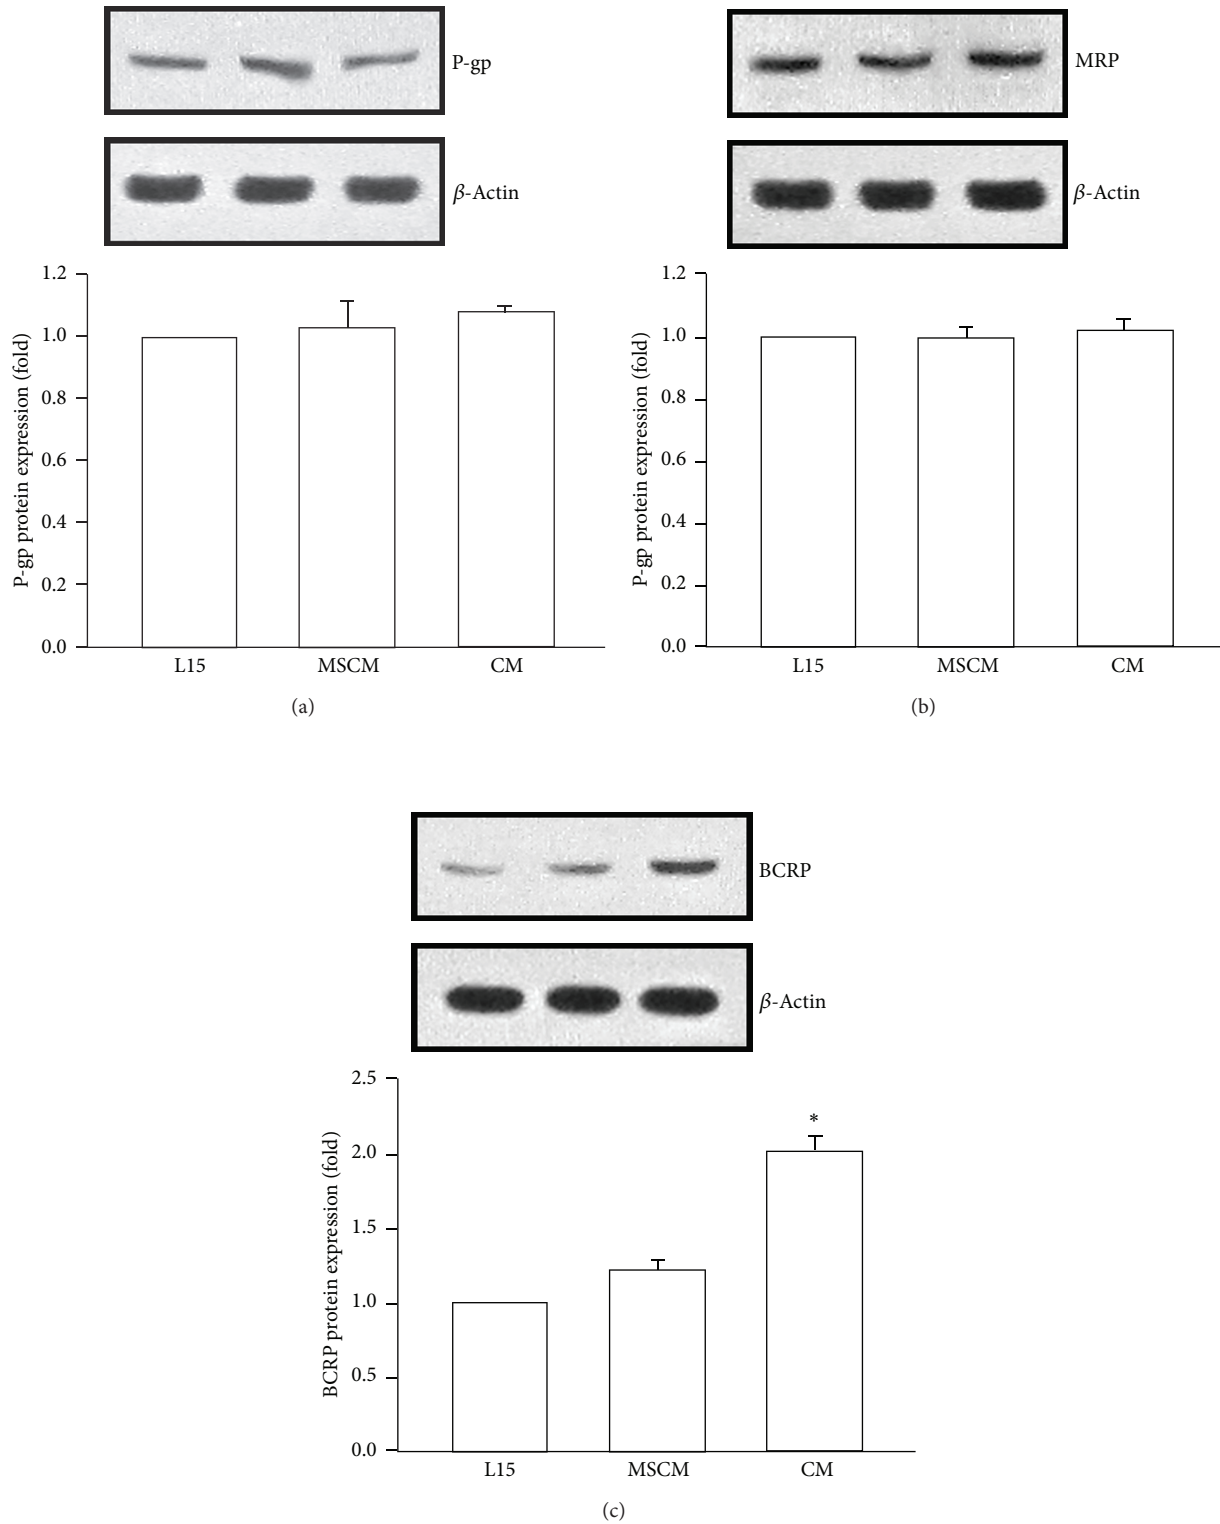 P-gp
β-Actin
1.2
1.0
0.8
0.6
0.4
0.2
0.0
P-gp protein expression (fold)
L15 MSCM CM
(a)
MRP
β-Actin
1.2
1.0
0.8
0.6
0.4
0.2
0.0
P-gp protein expression (fold)
L15 MSCM CM
(b)
BCRP
β-Actin
2.5
2.0
1.5
1.0
0.5
0.0
BCRP protein expression (fold)
*
L15 MSCM CM
(c)